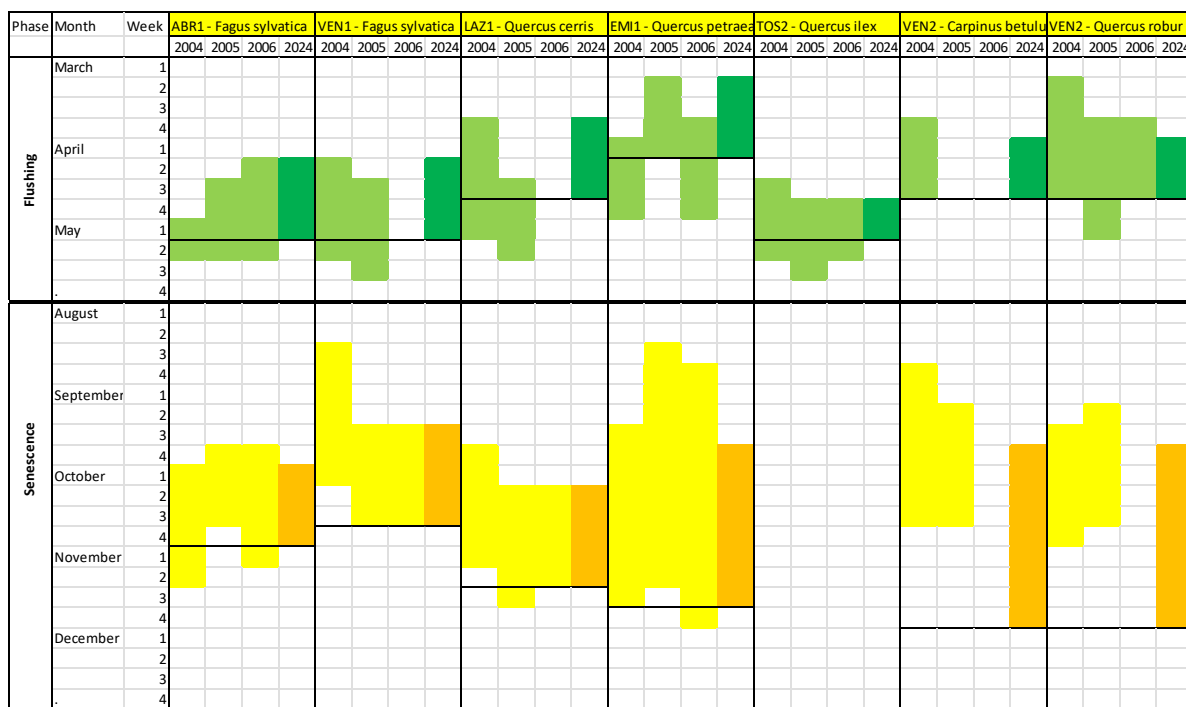 Phase Month Week ABR1 - Fagus sylvatica VEN1 - Fagus sylvatica LAZ1 - Quercus cerris EMI1 - Quercus petraea TOS2 - Quercus ilex VEN2 - Carpinus betulu VEN2 - Quercus robur
2004 2005 2006 2024 2004 2005 2006 2024 2004 2005 2006 2024 2004 2005 2006 2024 2004 2005 2006 2024 2004 2005 2006 2024 2004 2005 2006 2024
Flushing
March 1
2
3
4
April 1
2
3
4
May 1
2
3
. 4
Senescence
August 1
2
3
4
September 1
2
3
4
October 1
2
3
4
November 1
2
3
4
December 1
2
3
. 4